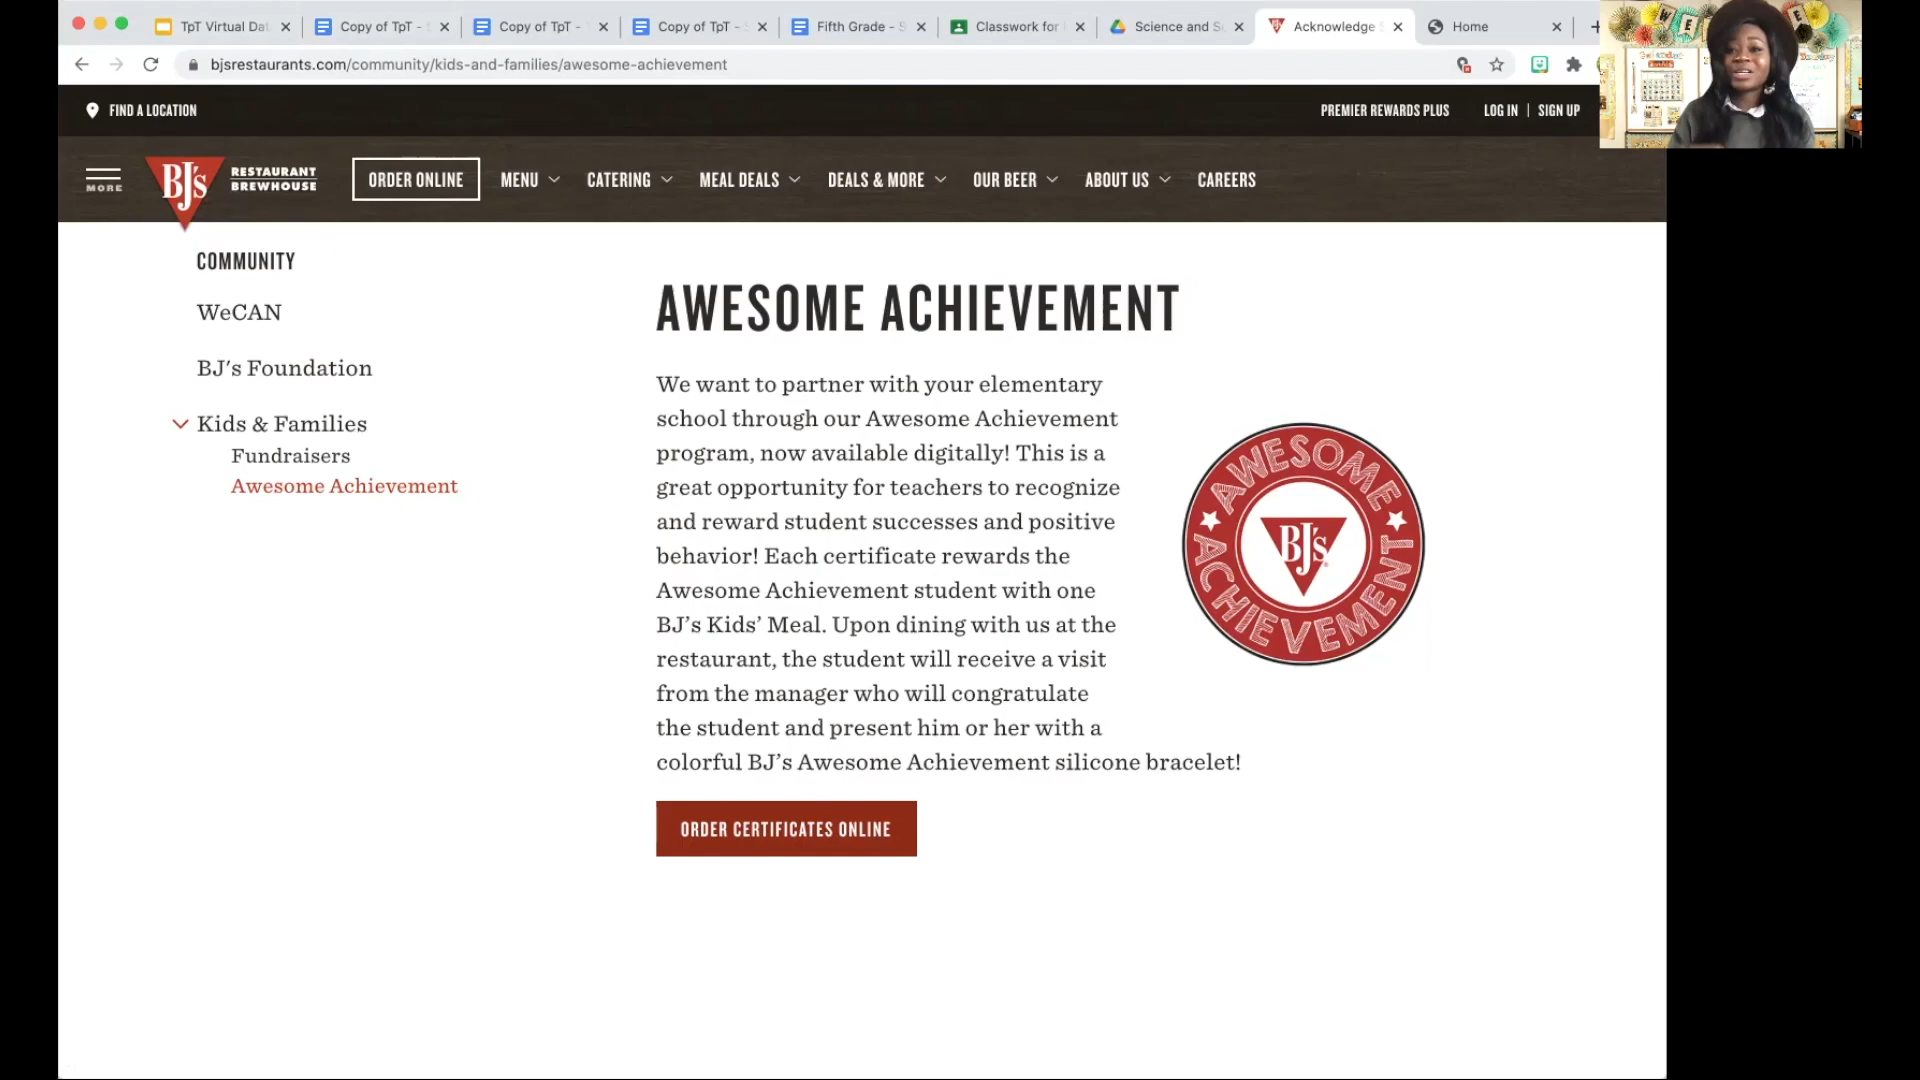 TpT Virtual Da
Copy of TpT -
Copy of TpT -
Copy of TpT -
Fifth Grade - S
Classwork for
Science and S
Acknowledge
Home
bjsrestaurants.com/community/kids-and-families/awesome-achievement
FIND A LOCATION
PREMIER REWARDS PLUS
LOG IN | SIGN UP
MORE
BJ's RESTAURANT BREWHOUSE
ORDER ONLINE
MENU
CATERING
MEAL DEALS
DEALS & MORE
OUR BEER
ABOUT US
CAREERS
COMMUNITY
WeCAN
BJ's Foundation
Kids & Families
Fundraisers
Awesome Achievement
AWESOME ACHIEVEMENT
We want to partner with your elementary
school through our Awesome Achievement
program, now available digitally! This is a
great opportunity for teachers to recognize
and reward student successes and positive
behavior! Each certificate rewards the
Awesome Achievement student with one
BJ’s Kids’ Meal. Upon dining with us at the
restaurant, the student will receive a visit
from the manager who will congratulate
the student and present him or her with a
colorful BJ’s Awesome Achievement silicone bracelet!
AWESOME
BJ's
ACHIEVEMENT
ORDER CERTIFICATES ONLINE